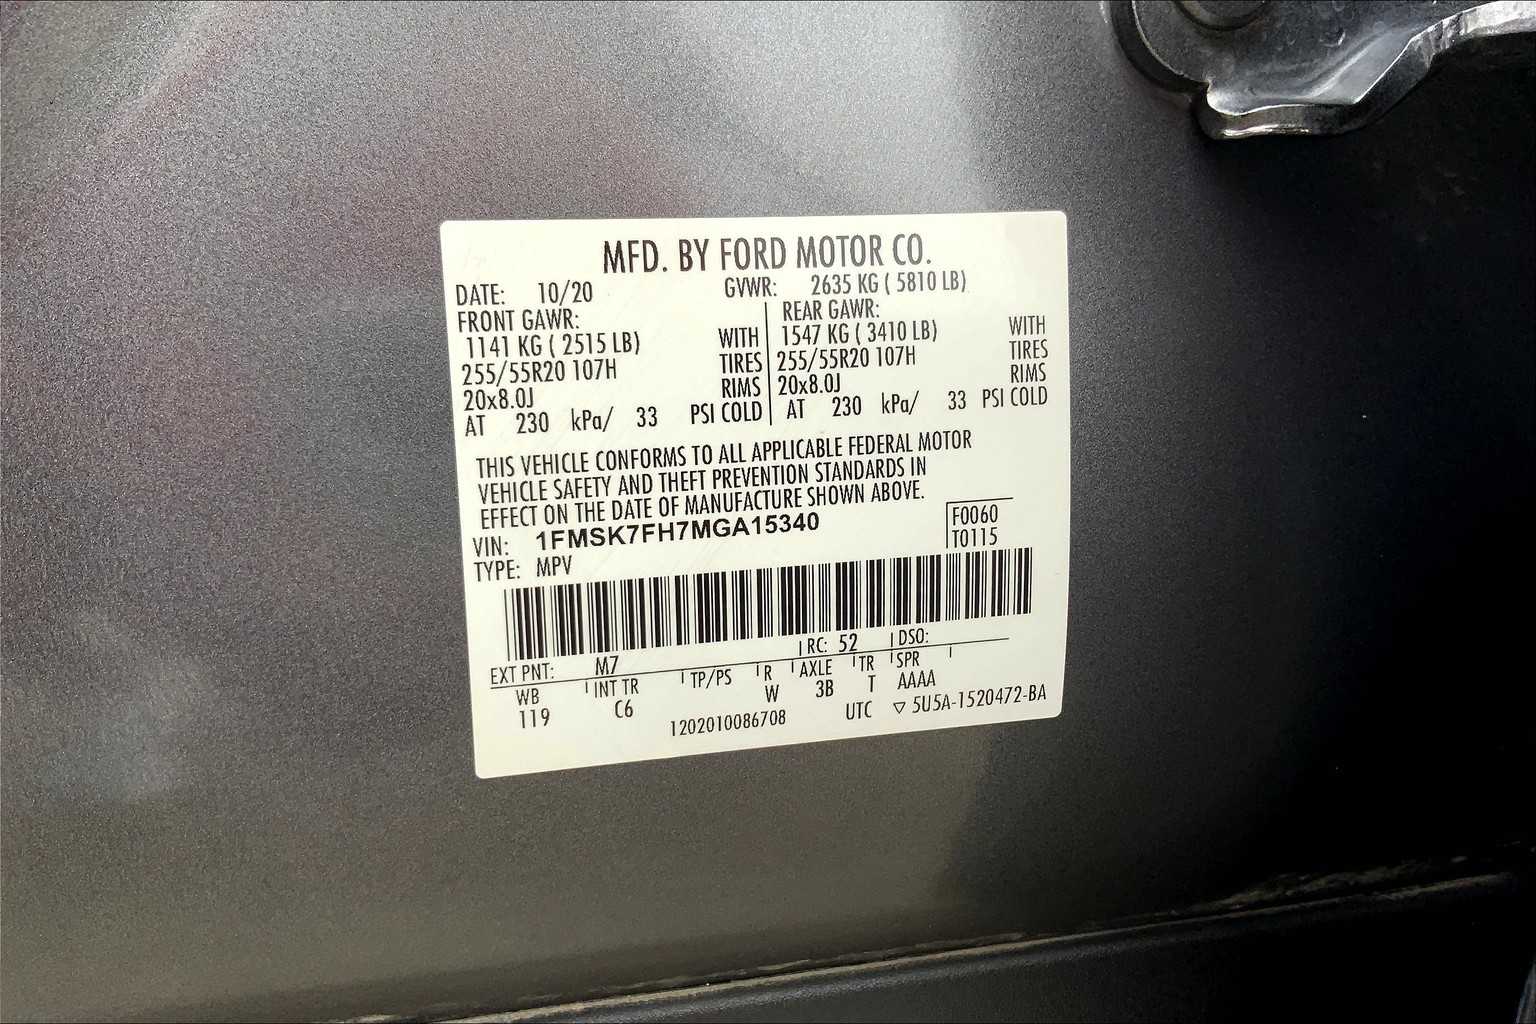 MFD. BY FORD MOTOR CO.
DATE: 10/20 GVWR: 2635 KG ( 5810 LB)
FRONT GAWR: REAR GAWR:
1141 KG ( 2515 LB) WITH 1547 KG ( 3410 LB) WITH
255/55R20 107H TIRES 255/55R20 107H TIRES
20x8.0J RIMS 20x8.0J RIMS
AT 230 kPa/ 33 PSI COLD AT 230 kPa/ 33 PSI COLD
THIS VEHICLE CONFORMS TO ALL APPLICABLE FEDERAL MOTOR
VEHICLE SAFETY AND THEFT PREVENTION STANDARDS IN
EFFECT ON THE DATE OF MANUFACTURE SHOWN ABOVE.
VIN: 1FMSK7FH7MGA15340 F0060
TYPE: MPV T0115
EXT PNT: M7 RC: 52 DSO:
WB INT TR TP/PS R AXLE TR SPR
119 C6 W 3B T AAAA
1202010086708 UTC ▽ 5U5A-1520472-BA